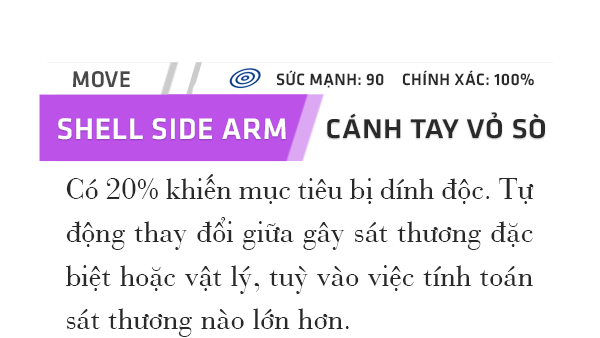 MOVE SỨC MẠNH: 90 CHÍNH XÁC: 100%
SHELL SIDE ARM CÁNH TAY VỎ SÒ
Có 20% khiến mục tiêu bị dính độc. Tự
động thay đổi giữa gây sát thương đặc
biệt hoặc vật lý, tuỳ vào việc tính toán
sát thương nào lớn hơn.